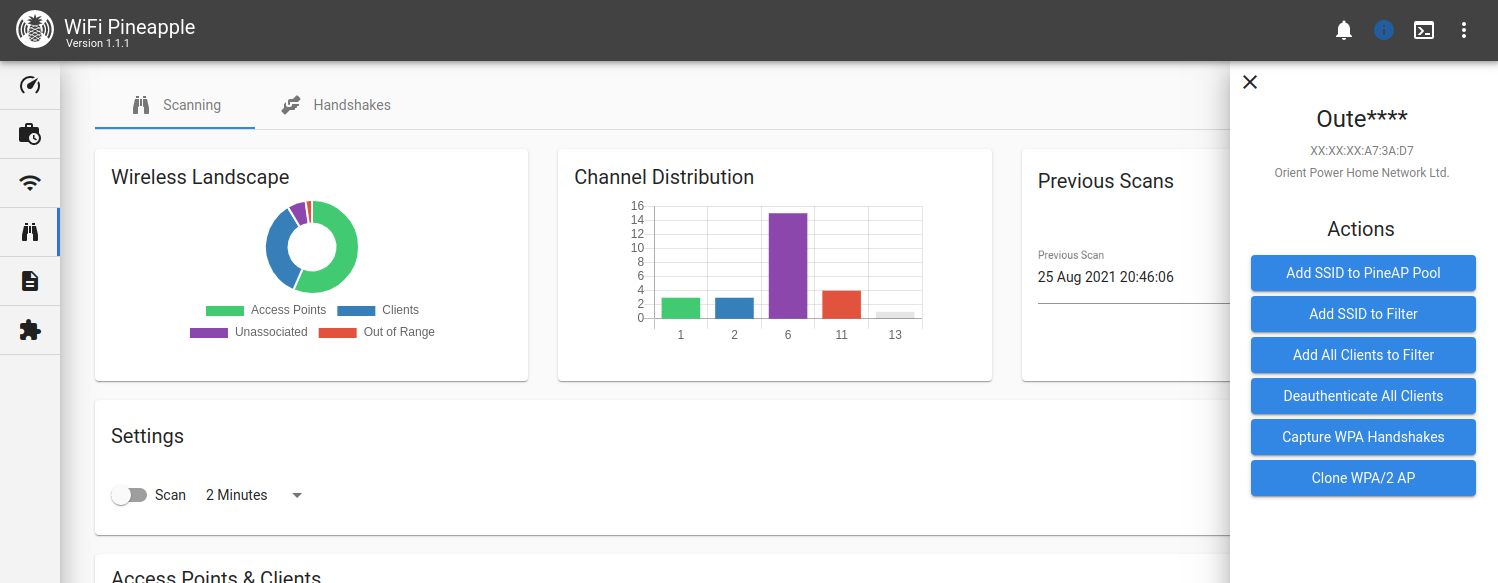 WiFi Pineapple
Version 1.1.1
Scanning
Handshakes
Wireless Landscape
Access Points
Clients
Unassociated
Out of Range
Channel Distribution
16
14
12
10
8
6
4
2
0
1
2
6
11
13
Previous Scans
Previous Scan
25 Aug 2021 20:46:06
Settings
Scan
2 Minutes
Access Points & Clients
Oute****
XX:XX:XX:A7:3A:D7
Orient Power Home Network Ltd.
Actions
Add SSID to PineAP Pool
Add SSID to Filter
Add All Clients to Filter
Deauthenticate All Clients
Capture WPA Handshakes
Clone WPA/2 AP